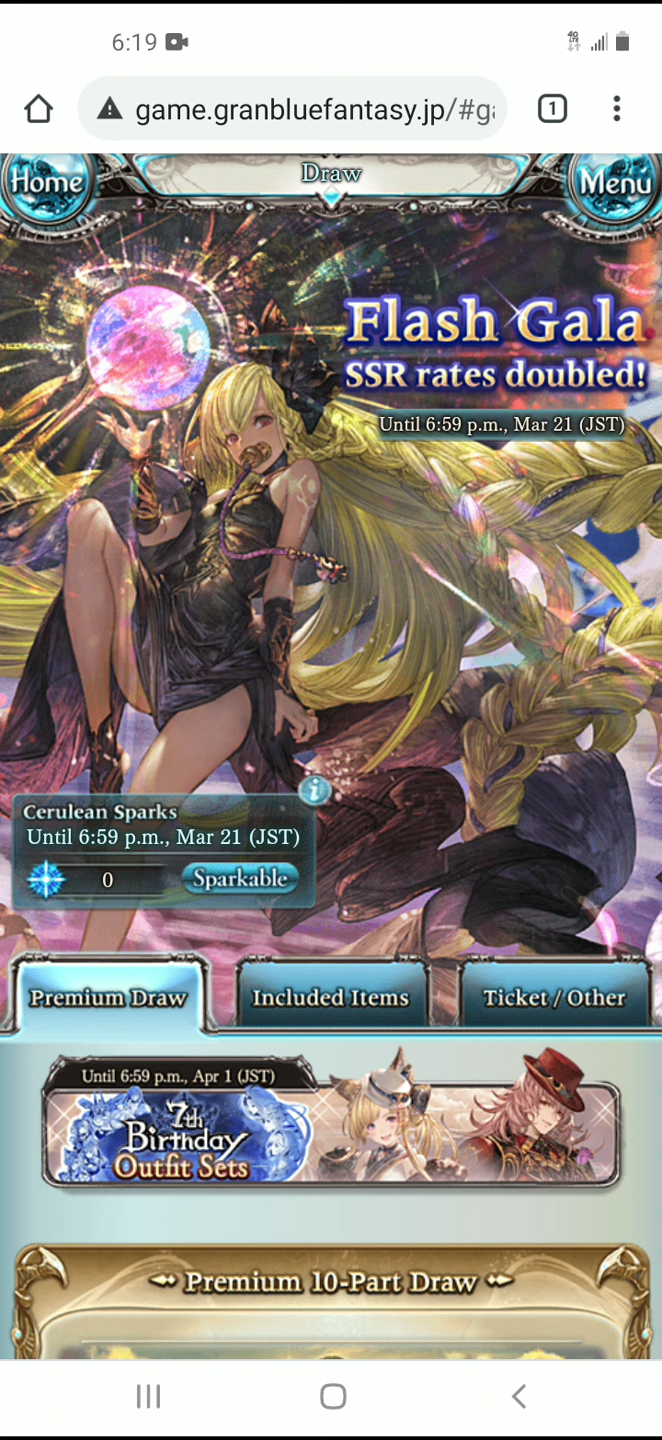 6:19
4G
LTE
game.granbluefantasy.jp/#ga
1
Home
Draw
Menu
Flash Gala
SSR rates doubled!
Until 6:59 p.m., Mar 21 (JST)
i
Cerulean Sparks
Until 6:59 p.m., Mar 21 (JST)
0
Sparkable
Premium Draw
Included Items
Ticket / Other
Until 6:59 p.m., Apr 1 (JST)
7th
Birthday
Outfit Sets
Premium 10-Part Draw